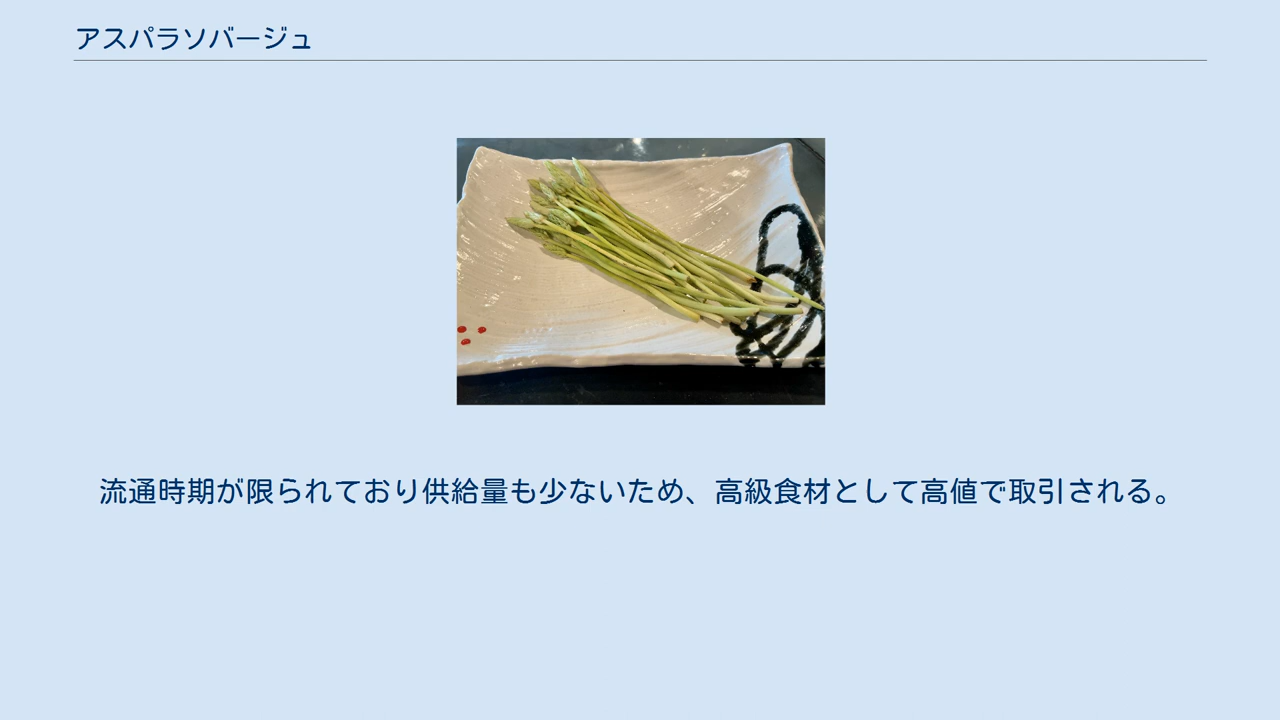 アスパラソバージュ
流通時期が限られており供給量も少ないため、高級食材として高値で取引される。